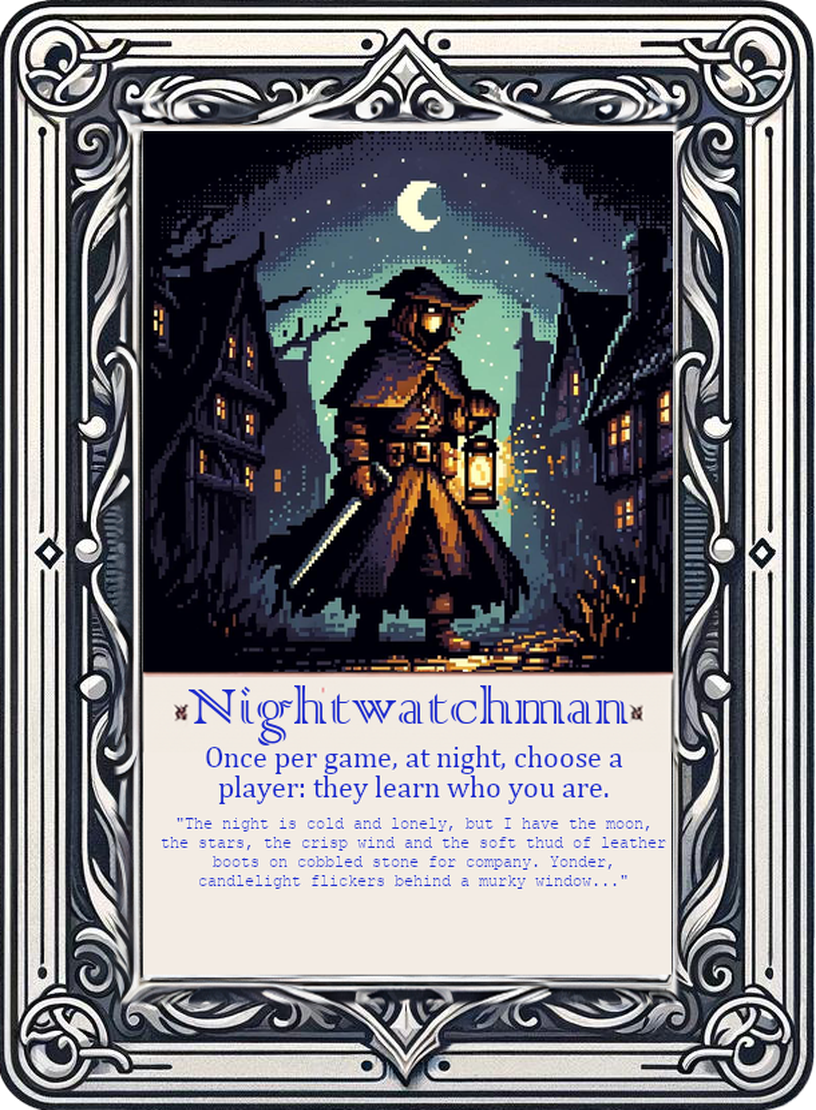 Nightwatchman
Once per game, at night, choose a
player: they learn who you are.
"The night is cold and lonely, but I have the moon,
the stars, the crisp wind and the soft thud of leather
boots on cobbled stone for company. Yonder,
candlelight flickers behind a murky window..."